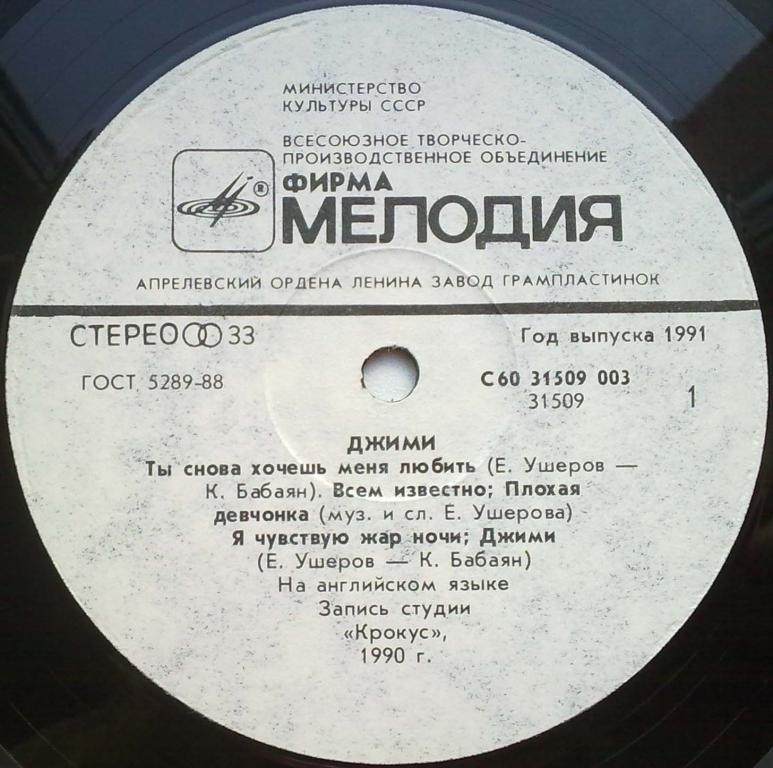 МИНИСТЕРСТВО
КУЛЬТУРЫ СССР
ВСЕСОЮЗНОЕ ТВОРЧЕСКО-
ПРОИЗВОДСТВЕННОЕ ОБЪЕДИНЕНИЕ
ФИРМА
®
МЕЛОДИЯ
АПРЕЛЕВСКИЙ ОРДЕНА ЛЕНИНА ЗАВОД ГРАМПЛАСТИНОК
СТЕРЕО 33
Год выпуска 1991
ГОСТ 5289-88
С60 31509 003
31509
1
ДЖИМИ
Ты снова хочешь меня любить (Е. Ушеров —
К. Бабаян). Всем известно; Плохая
девчонка (муз. и сл. Е. Ушерова)
Я чувствую жар ночи; Джими
(Е. Ушеров — К. Бабаян)
На английском языке
Запись студии
«Крокус»,
1990 г.